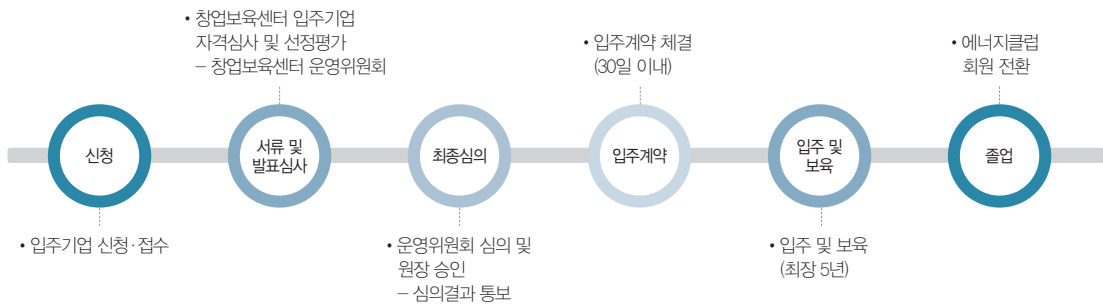 • 창업보육센터 입주기업
자격심사 및 선정평가
– 창업보육센터 운영위원회
• 입주계약 체결
(30일 이내)
• 에너지클럽
회원 전환
신청
서류 및
발표심사
최종심의
입주계약
입주 및
보육
졸업
• 입주기업 신청·접수
• 운영위원회 심의 및
원장 승인
– 심의결과 통보
• 입주 및 보육
(최장 5년)